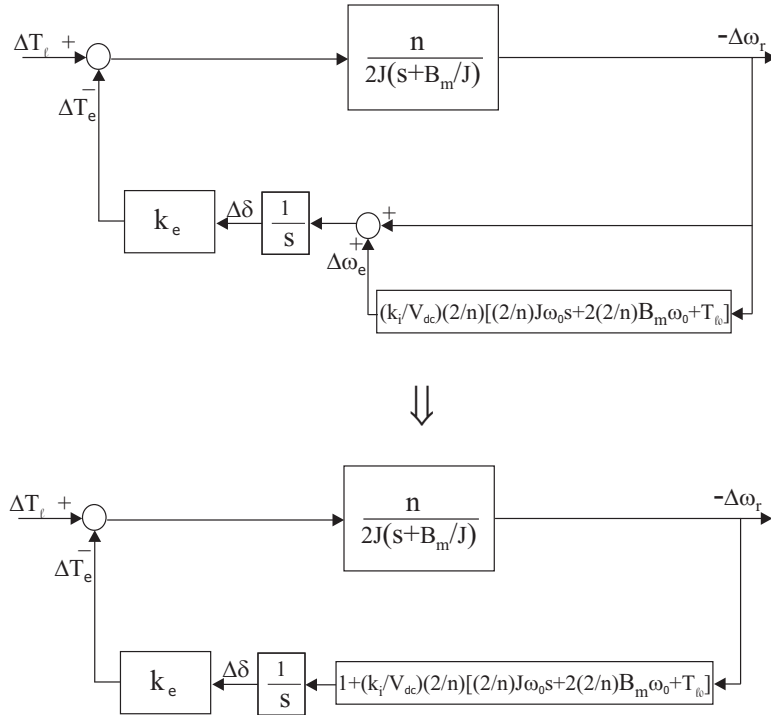 ΔT_ℓ +
−
ΔT_e
n
2J(s+B_m/J)
-Δω_r
k_e
Δδ
1
s
+
+
Δω_e
(k_i/V_dc)(2/n)[(2/n)Jω_0s+2(2/n)B_mω_0+T_ℓ0]
⇓
ΔT_ℓ +
−
ΔT_e
n
2J(s+B_m/J)
-Δω_r
k_e
Δδ
1
s
1+(k_i/V_dc)(2/n)[(2/n)Jω_0s+2(2/n)B_mω_0+T_ℓ0]